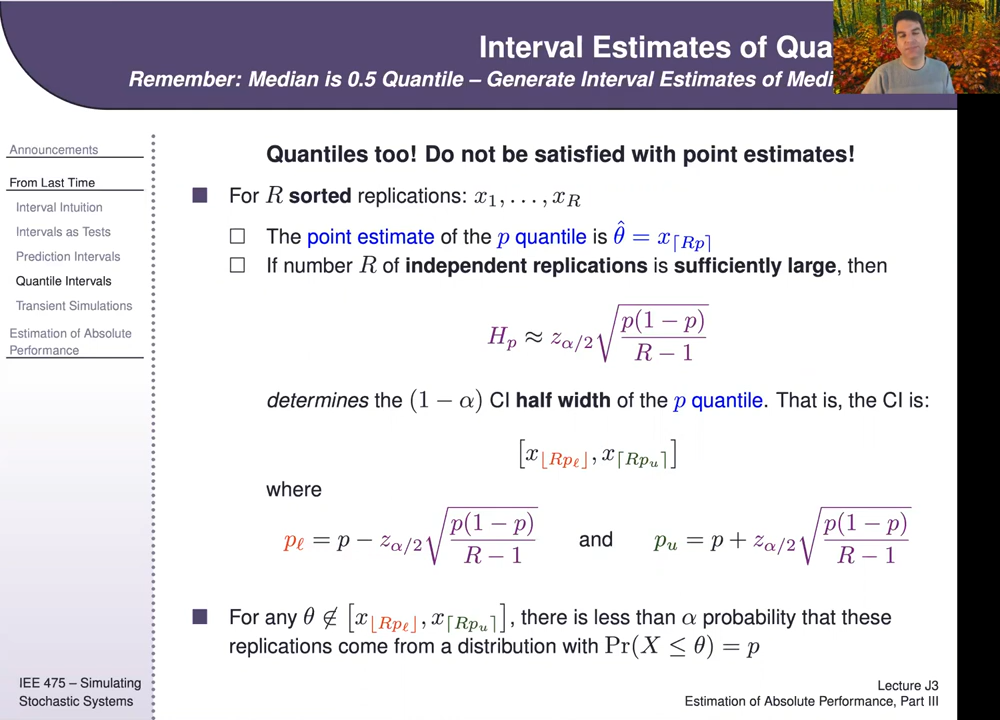 Interval Estimates of Qua
Remember: Median is 0.5 Quantile – Generate Interval Estimates of Medi
Announcements
From Last Time
Interval Intuition
Intervals as Tests
Prediction Intervals
Quantile Intervals
Transient Simulations
Estimation of Absolute
Performance
Quantiles too! Do not be satisfied with point estimates!
For R sorted replications: x₁, . . . , x_R
The point estimate of the p quantile is θ̂ = x_⌈Rp⌉
If number R of independent replications is sufficiently large, then
H_p ≈ z_{α/2} √(p(1 − p) / (R − 1))
determines the (1 − α) CI half width of the p quantile. That is, the CI is:
[x_⌊Rp_ℓ⌋, x_⌈Rp_u⌉]
where
p_ℓ = p − z_{α/2} √(p(1 − p) / (R − 1)) and p_u = p + z_{α/2} √(p(1 − p) / (R − 1))
For any θ ∉ [x_⌊Rp_ℓ⌋, x_⌈Rp_u⌉], there is less than α probability that these
replications come from a distribution with Pr(X ≤ θ) = p
IEE 475 – Simulating
Stochastic Systems
Lecture J3
Estimation of Absolute Performance, Part III